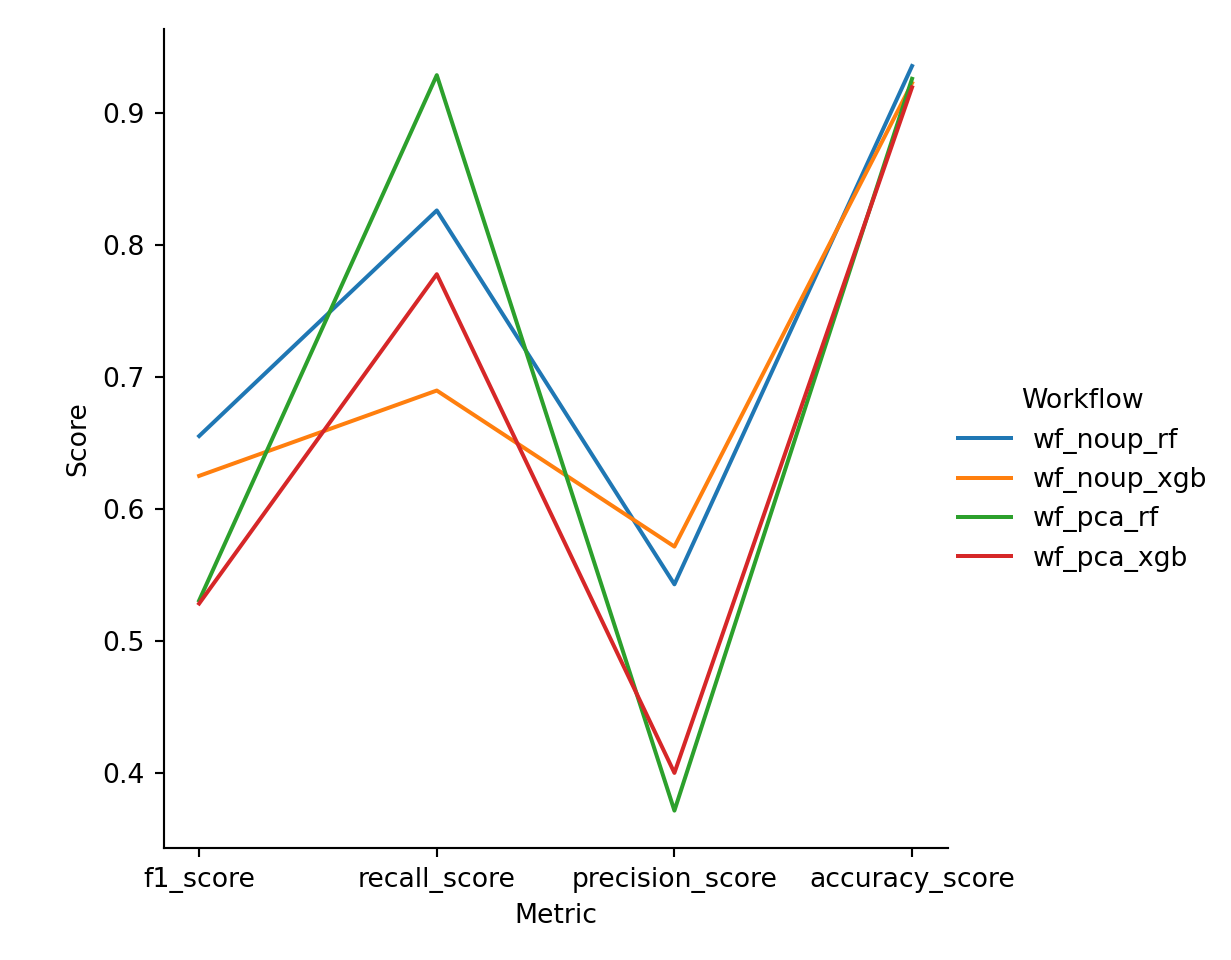 0.9
0.8
0.7
0.6
0.5
0.4
Score
f1_score
recall_score
precision_score
accuracy_score
Metric
Workflow
wf_noup_rf
wf_noup_xgb
wf_pca_rf
wf_pca_xgb